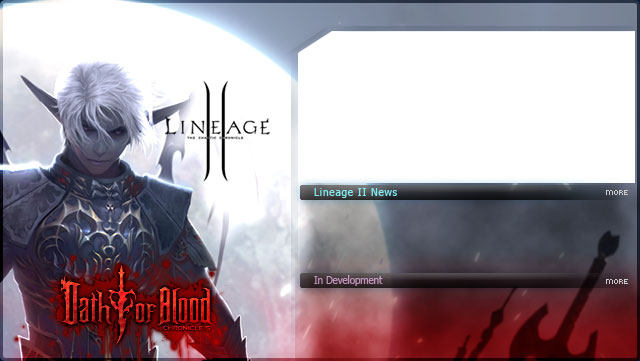 LINEAGE II
THE CHAOTIC CHRONICLE
Oath of Blood
CHRONICLE 5
Lineage II News
MORE
In Development
MORE